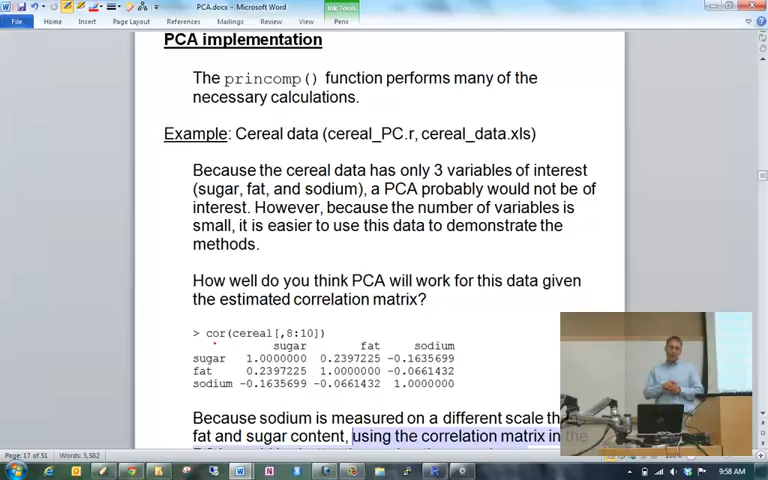 PCA.docx - Microsoft Word
Ink Tools
File Home Insert Page Layout References Mailings Review View Pens
PCA implementation
The princomp() function performs many of the
necessary calculations.
Example: Cereal data (cereal_PC.r, cereal_data.xls)
Because the cereal data has only 3 variables of interest
(sugar, fat, and sodium), a PCA probably would not be of
interest. However, because the number of variables is
small, it is easier to use this data to demonstrate the
methods.
How well do you think PCA will work for this data given
the estimated correlation matrix?
> cor(cereal[,8:10])
sugar fat sodium
sugar 1.0000000 0.2397225 -0.1635699
fat 0.2397225 1.0000000 -0.0661432
sodium -0.1635699 -0.0661432 1.0000000
Because sodium is measured on a different scale th
fat and sugar content, using the correlation matrix in the
Page: 17 of 51 Words: 5,582
9:58 AM